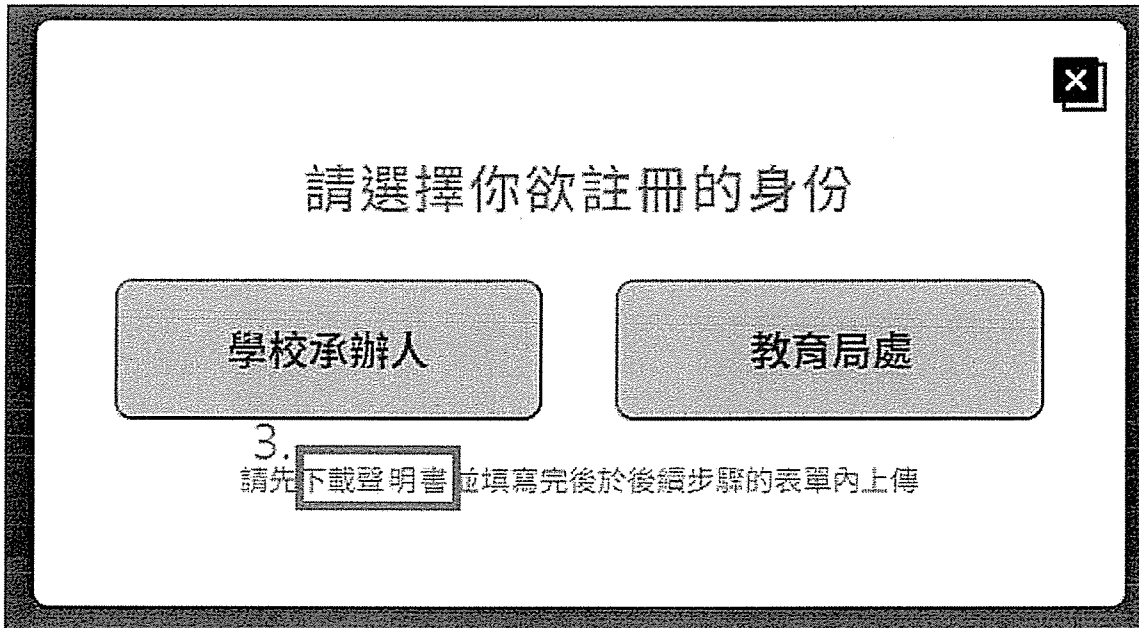 請選擇你欲註冊的身份
學校承辦人
教育局處
3.
請先下載聲明書並填寫完後於後續步驟的表單內上傳